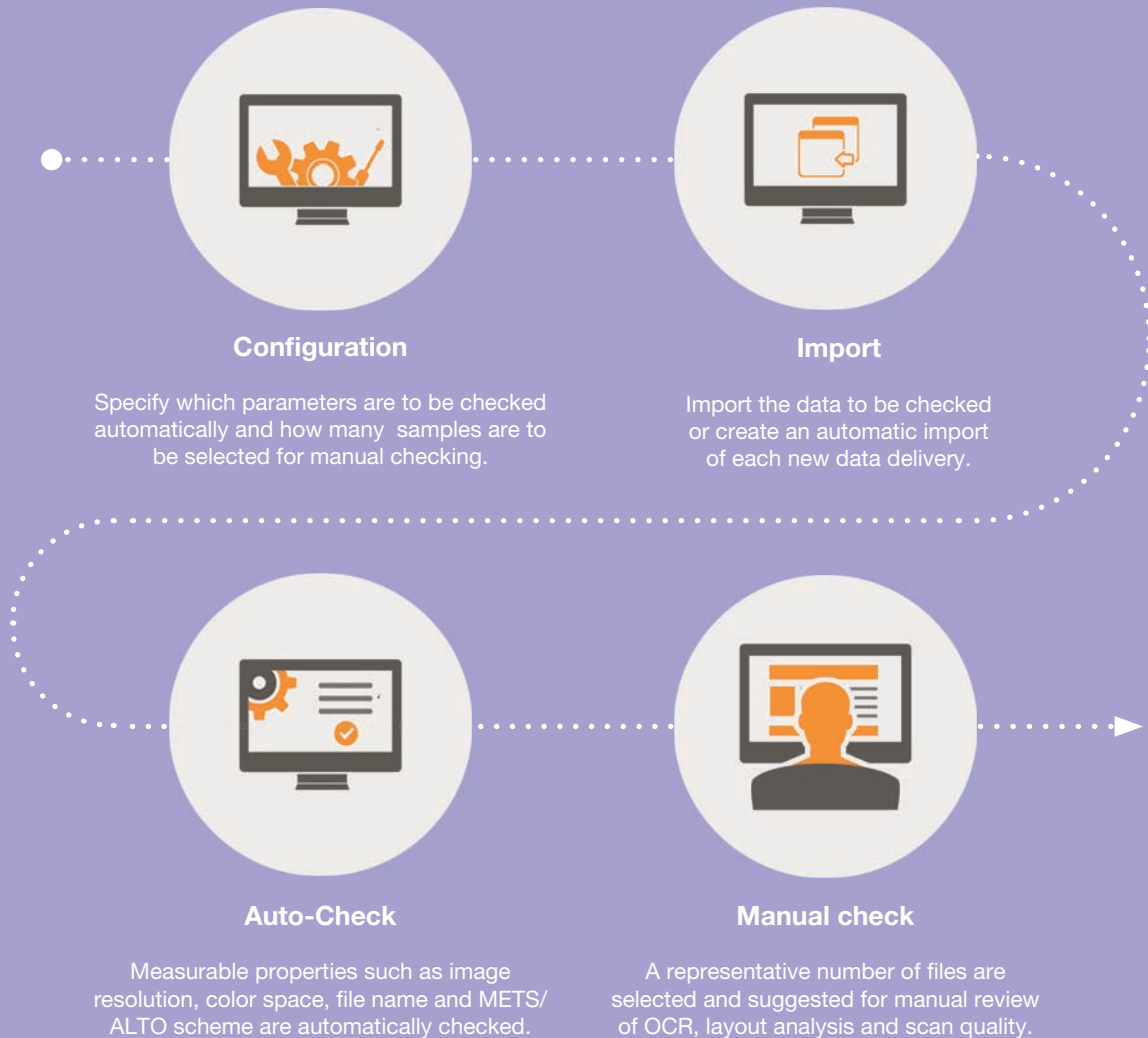 Configuration
Specify which parameters are to be checked
automatically and how many samples are to
be selected for manual checking.
Import
Import the data to be checked
or create an automatic import
of each new data delivery.
Auto-Check
Measurable properties such as image
resolution, color space, file name and METS/
ALTO scheme are automatically checked.
Manual check
A representative number of files are
selected and suggested for manual review
of OCR, layout analysis and scan quality.